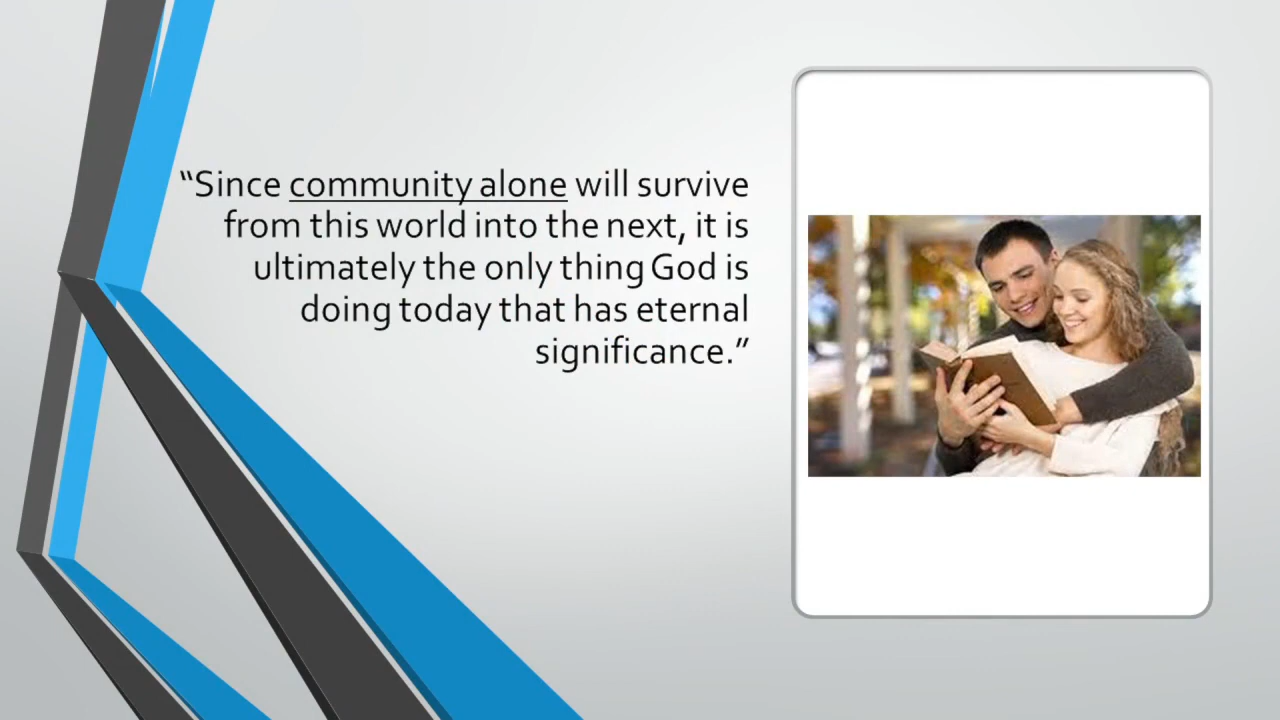 “Since community alone will survive
from this world into the next, it is
ultimately the only thing God is
doing today that has eternal
significance.”